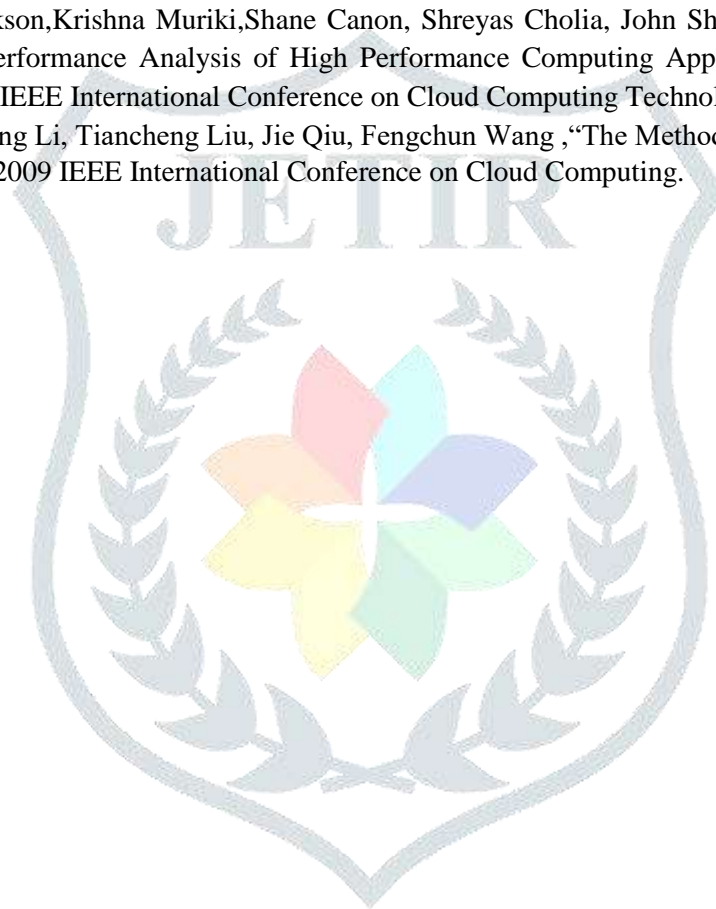 kson,Krishna Muriki,Shane Canon, Shreyas Cholia, John Sh
erformance Analysis of High Performance Computing App
IEEE International Conference on Cloud Computing Technol
ng Li, Tiancheng Liu, Jie Qiu, Fengchun Wang ,“The Method
2009 IEEE International Conference on Cloud Computing.
JETIR